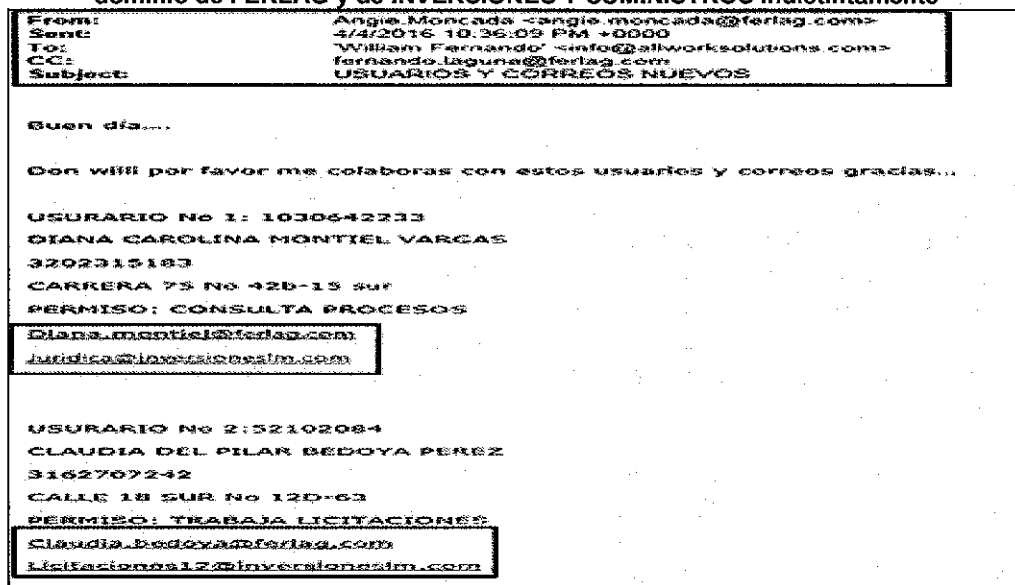 dominio de FERLAG y de INVERSIONES Y SUMINISTROS indistintamente
From: Angie.Moncada <angie.moncada@ferlag.com>
Sent: 4/4/2016 10:36:09 PM +0000
To: 'William Fernando' <info@allworksolutions.com>
CC: fernando.laguna@ferlag.com
Subject: USUARIOS Y CORREOS NUEVOS
Buen día....
Don willi por favor me colaboras con estos usuarios y correos gracias...
USURARIO No 1: 1030642233
DIANA CAROLINA MONTIEL VARGAS
3202315183
CARRERA 75 No 42b-15 sur
PERMISO: CONSULTA PROCESOS
Diana.montiel@ferlag.com
Juridica@inversioneslm.com
USURARIO No 2:52102084
CLAUDIA DEL PILAR BEDOYA PEREZ
3162707242
CALLE 18 SUR No 12D-63
PERMISO: TRABAJA LICITACIONES
Claudia.bedoya@ferlag.com
Licitaciones12@inversioneslm.com